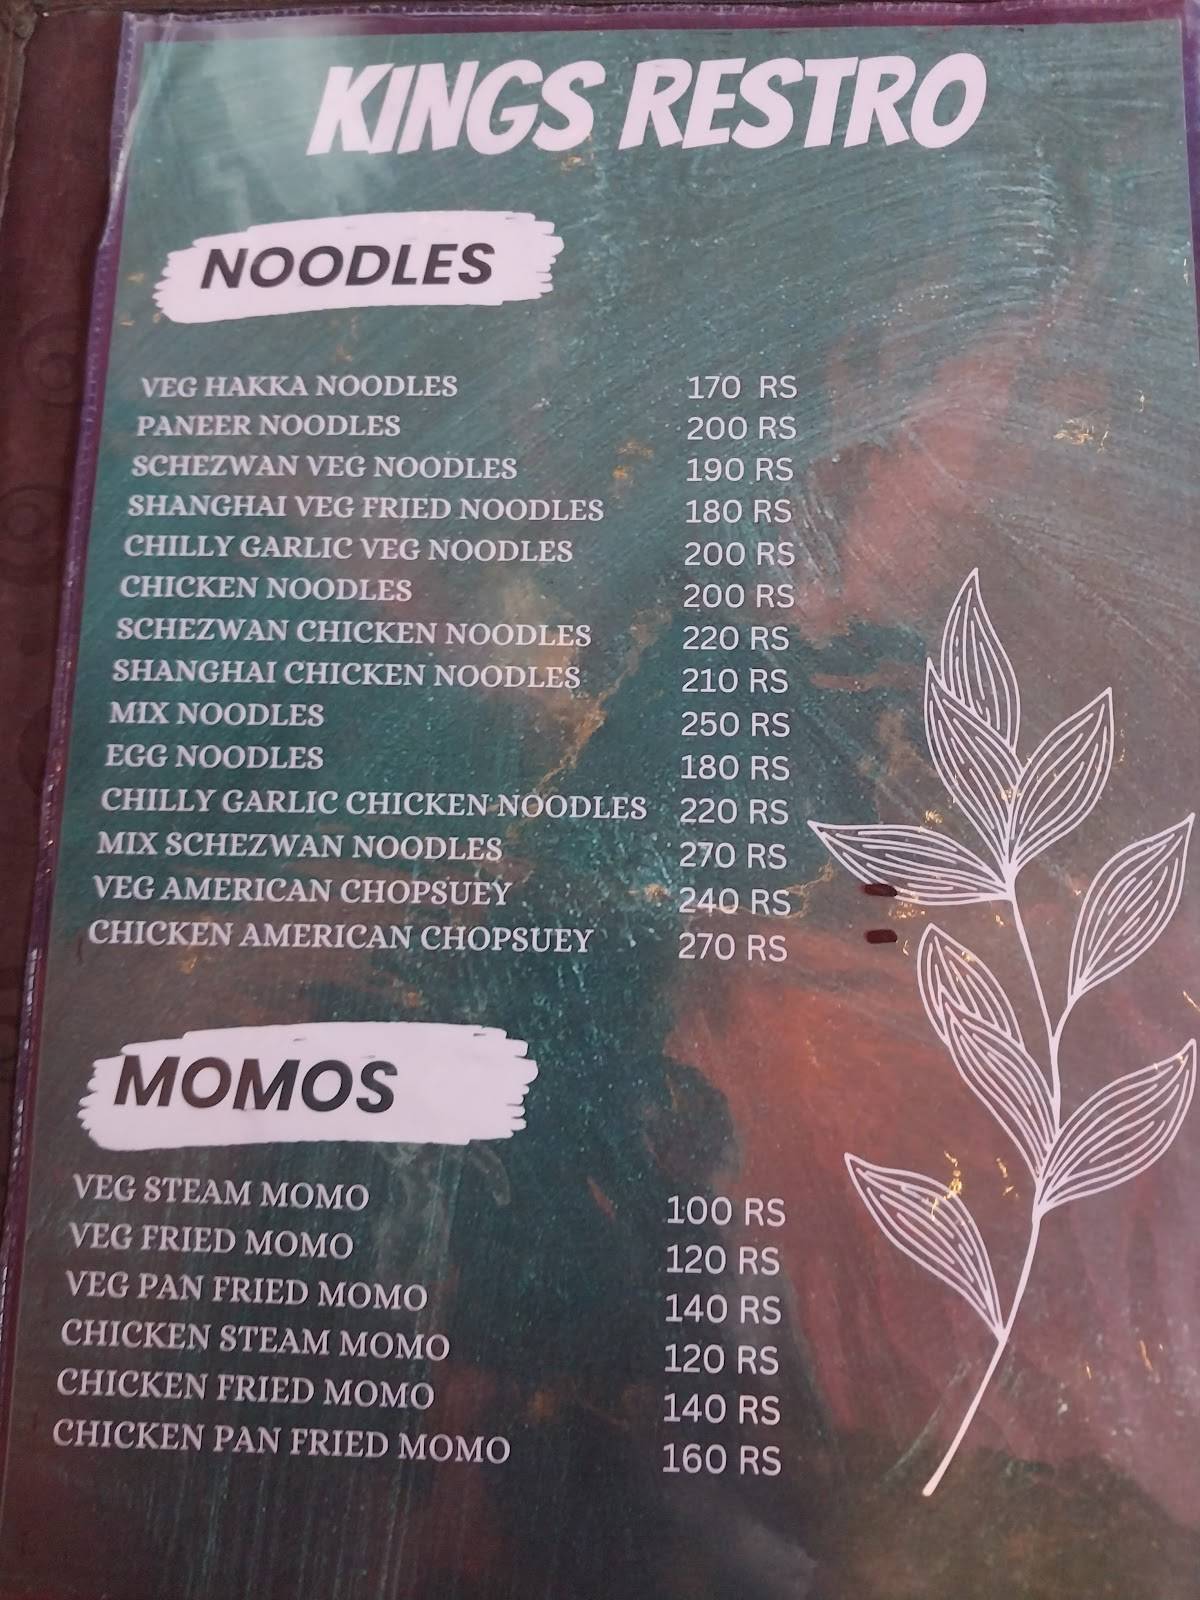 KINGS RESTRO
NOODLES
VEG HAKKA NOODLES 170 RS
PANEER NOODLES 200 RS
SCHEZWAN VEG NOODLES 190 RS
SHANGHAI VEG FRIED NOODLES 180 RS
CHILLY GARLIC VEG NOODLES 200 RS
CHICKEN NOODLES 200 RS
SCHEZWAN CHICKEN NOODLES 220 RS
SHANGHAI CHICKEN NOODLES 210 RS
MIX NOODLES 250 RS
EGG NOODLES 180 RS
CHILLY GARLIC CHICKEN NOODLES 220 RS
MIX SCHEZWAN NOODLES 270 RS
VEG AMERICAN CHOPSUEY 240 RS
CHICKEN AMERICAN CHOPSUEY 270 RS
MOMOS
VEG STEAM MOMO 100 RS
VEG FRIED MOMO 120 RS
VEG PAN FRIED MOMO 140 RS
CHICKEN STEAM MOMO 120 RS
CHICKEN FRIED MOMO 140 RS
CHICKEN PAN FRIED MOMO 160 RS